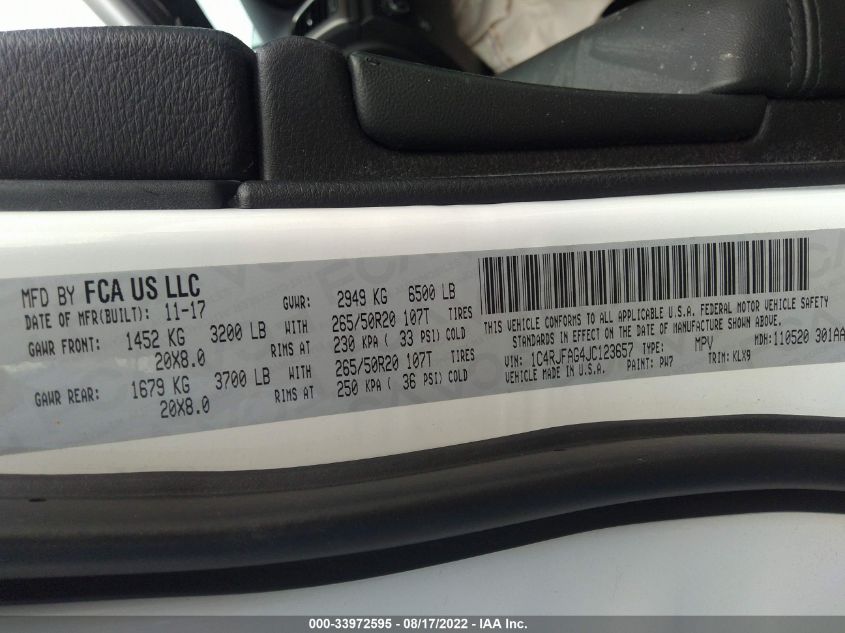 MFD BY FCA US LLC
DATE OF MFR(BUILT): 11-17 GVWR: 2949 KG 6500 LB
GAWR FRONT: 1452 KG 3200 LB WITH 265/50R20 107T TIRES
20X8.0 RIMS AT 230 KPA ( 33 PSI) COLD
GAWR REAR: 1679 KG 3700 LB WITH 265/50R20 107T TIRES
20X8.0 RIMS AT 250 KPA ( 36 PSI) COLD
THIS VEHICLE CONFORMS TO ALL APPLICABLE U.S.A. FEDERAL MOTOR VEHICLE SAFETY
STANDARDS IN EFFECT ON THE DATE OF MANUFACTURE SHOWN ABOVE.
VIN: 1C4RJFAG4JC123657 TYPE: MPV MDH: 110520 301AA
VEHICLE MADE IN U.S.A. PAINT: PW7 TRIM: KLX9
000-33972595 - 08/17/2022 - IAA Inc.